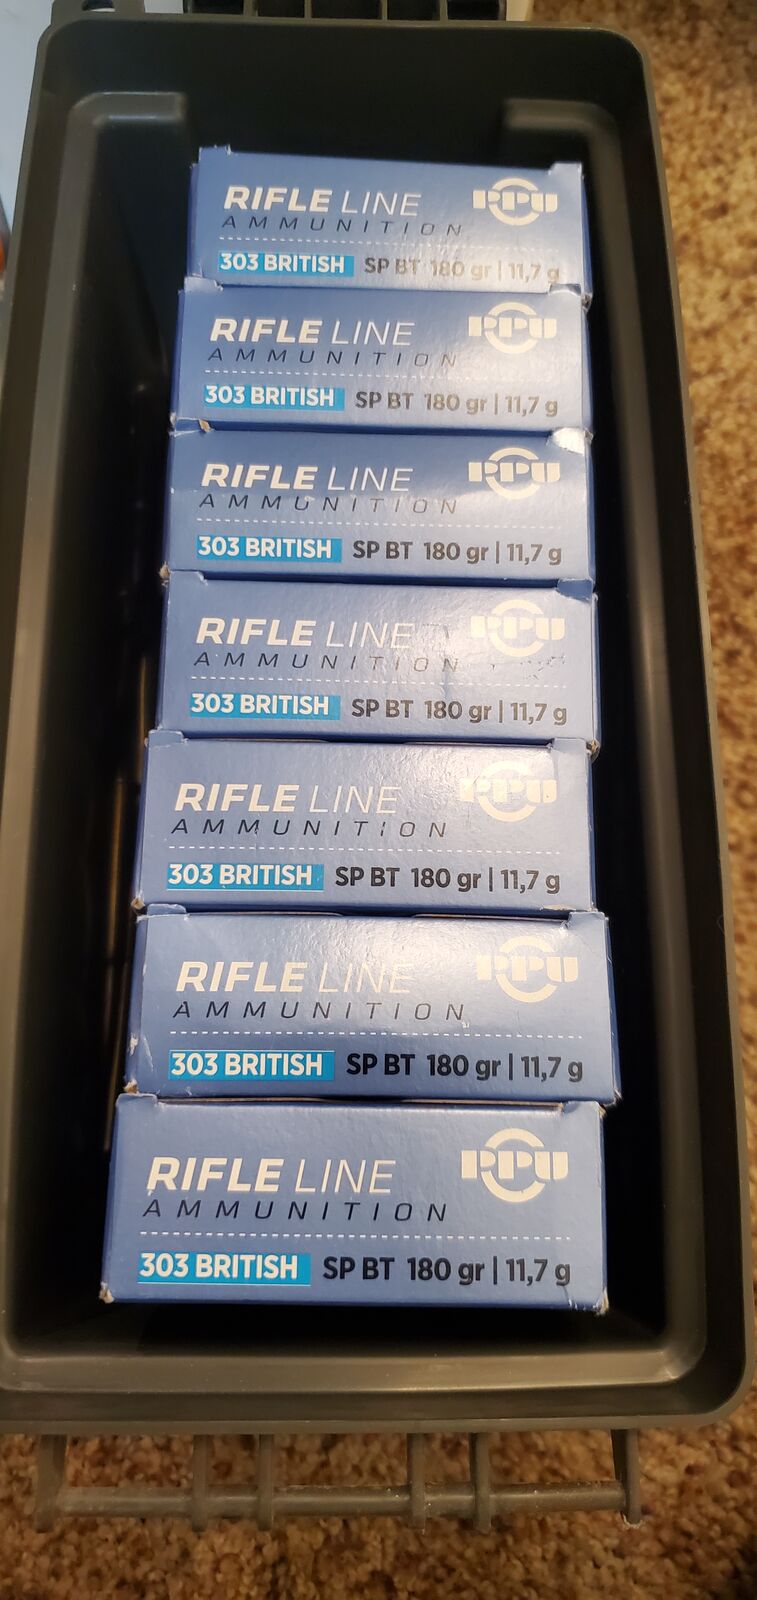 RIFLE LINE PPU
AMMUNITION
303 BRITISH SP BT 180 gr | 11,7 g
RIFLE LINE PPU
AMMUNITION
303 BRITISH SP BT 180 gr | 11,7 g
RIFLE LINE PPU
AMMUNITION
303 BRITISH SP BT 180 gr | 11,7 g
RIFLE LINE PPU
AMMUNITION
303 BRITISH SP BT 180 gr | 11,7 g
RIFLE LINE PPU
AMMUNITION
303 BRITISH SP BT 180 gr | 11,7 g
RIFLE LINE PPU
AMMUNITION
303 BRITISH SP BT 180 gr | 11,7 g
RIFLE LINE PPU
AMMUNITION
303 BRITISH SP BT 180 gr | 11,7 g